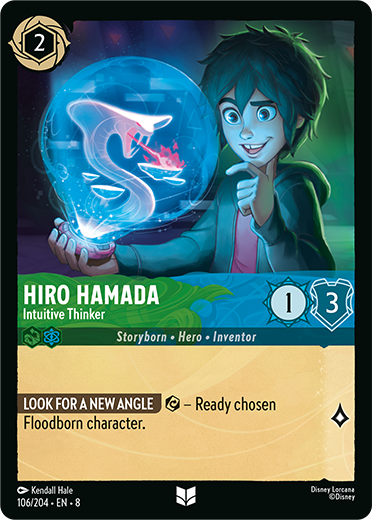 2
HIRO HAMADA
Intuitive Thinker
1
3
Storyborn • Hero • Inventor
LOOK FOR A NEW ANGLE – Ready chosen
Floodborn character.
Kendall Hale
106/204 • EN • 8
Disney Lorcana
©Disney